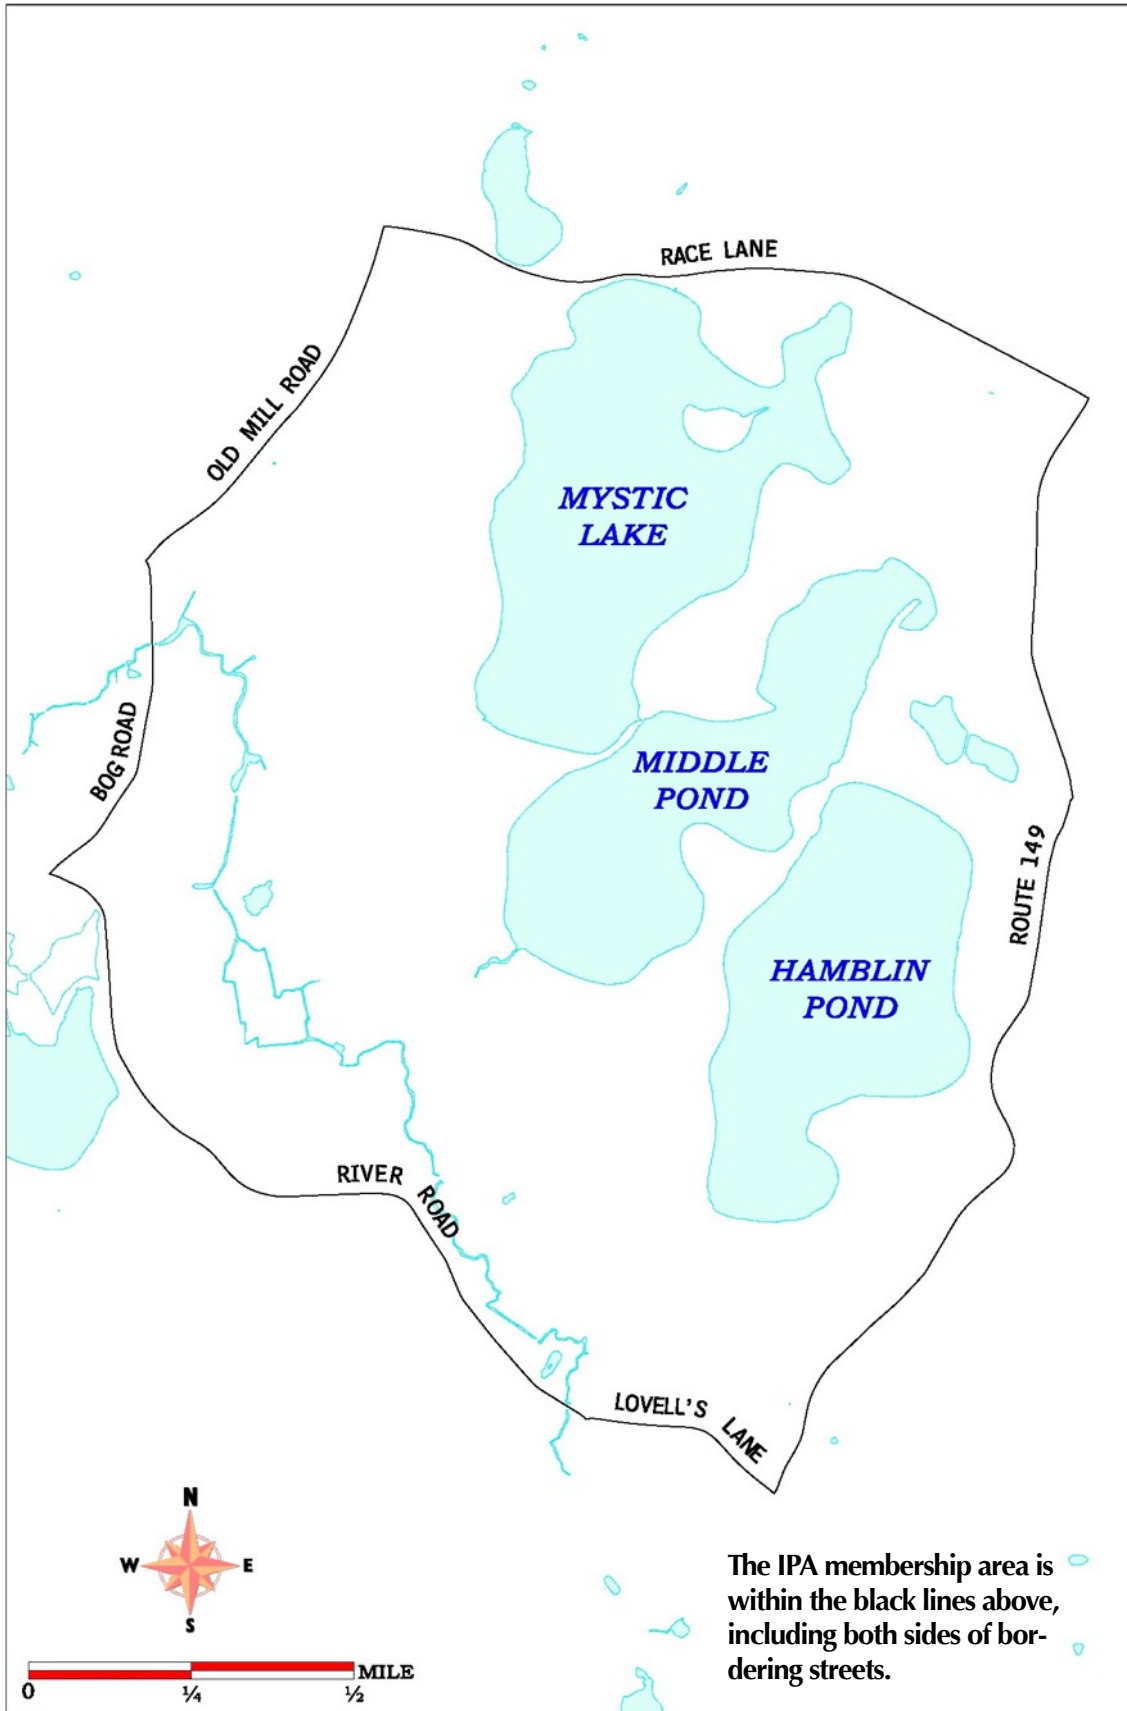 RACE LANE
OLD MILL ROAD
MYSTIC
LAKE
BOG ROAD
MIDDLE
POND
ROUTE 149
HAMBLIN
POND
RIVER ROAD
LOVELL'S LANE
N
W E
S
The IPA membership area is
within the black lines above,
including both sides of bor-
dering streets.
MILE
0 ¼ ½